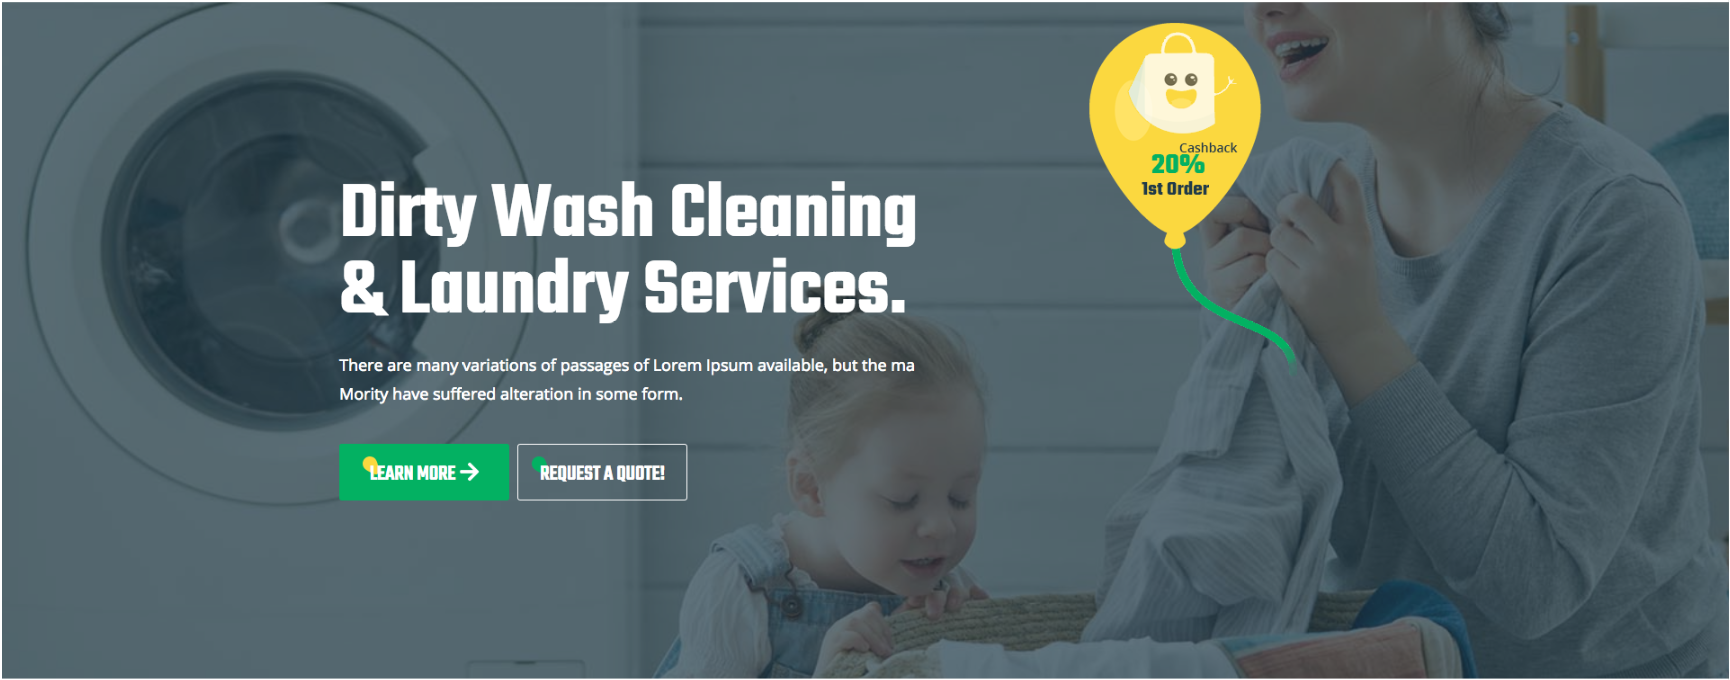 Cashback
20%
1st Order
Dirty Wash Cleaning
& Laundry Services.
There are many variations of passages of Lorem Ipsum available, but the ma
Mority have suffered alteration in some form.
LEARN MORE →
REQUEST A QUOTE!